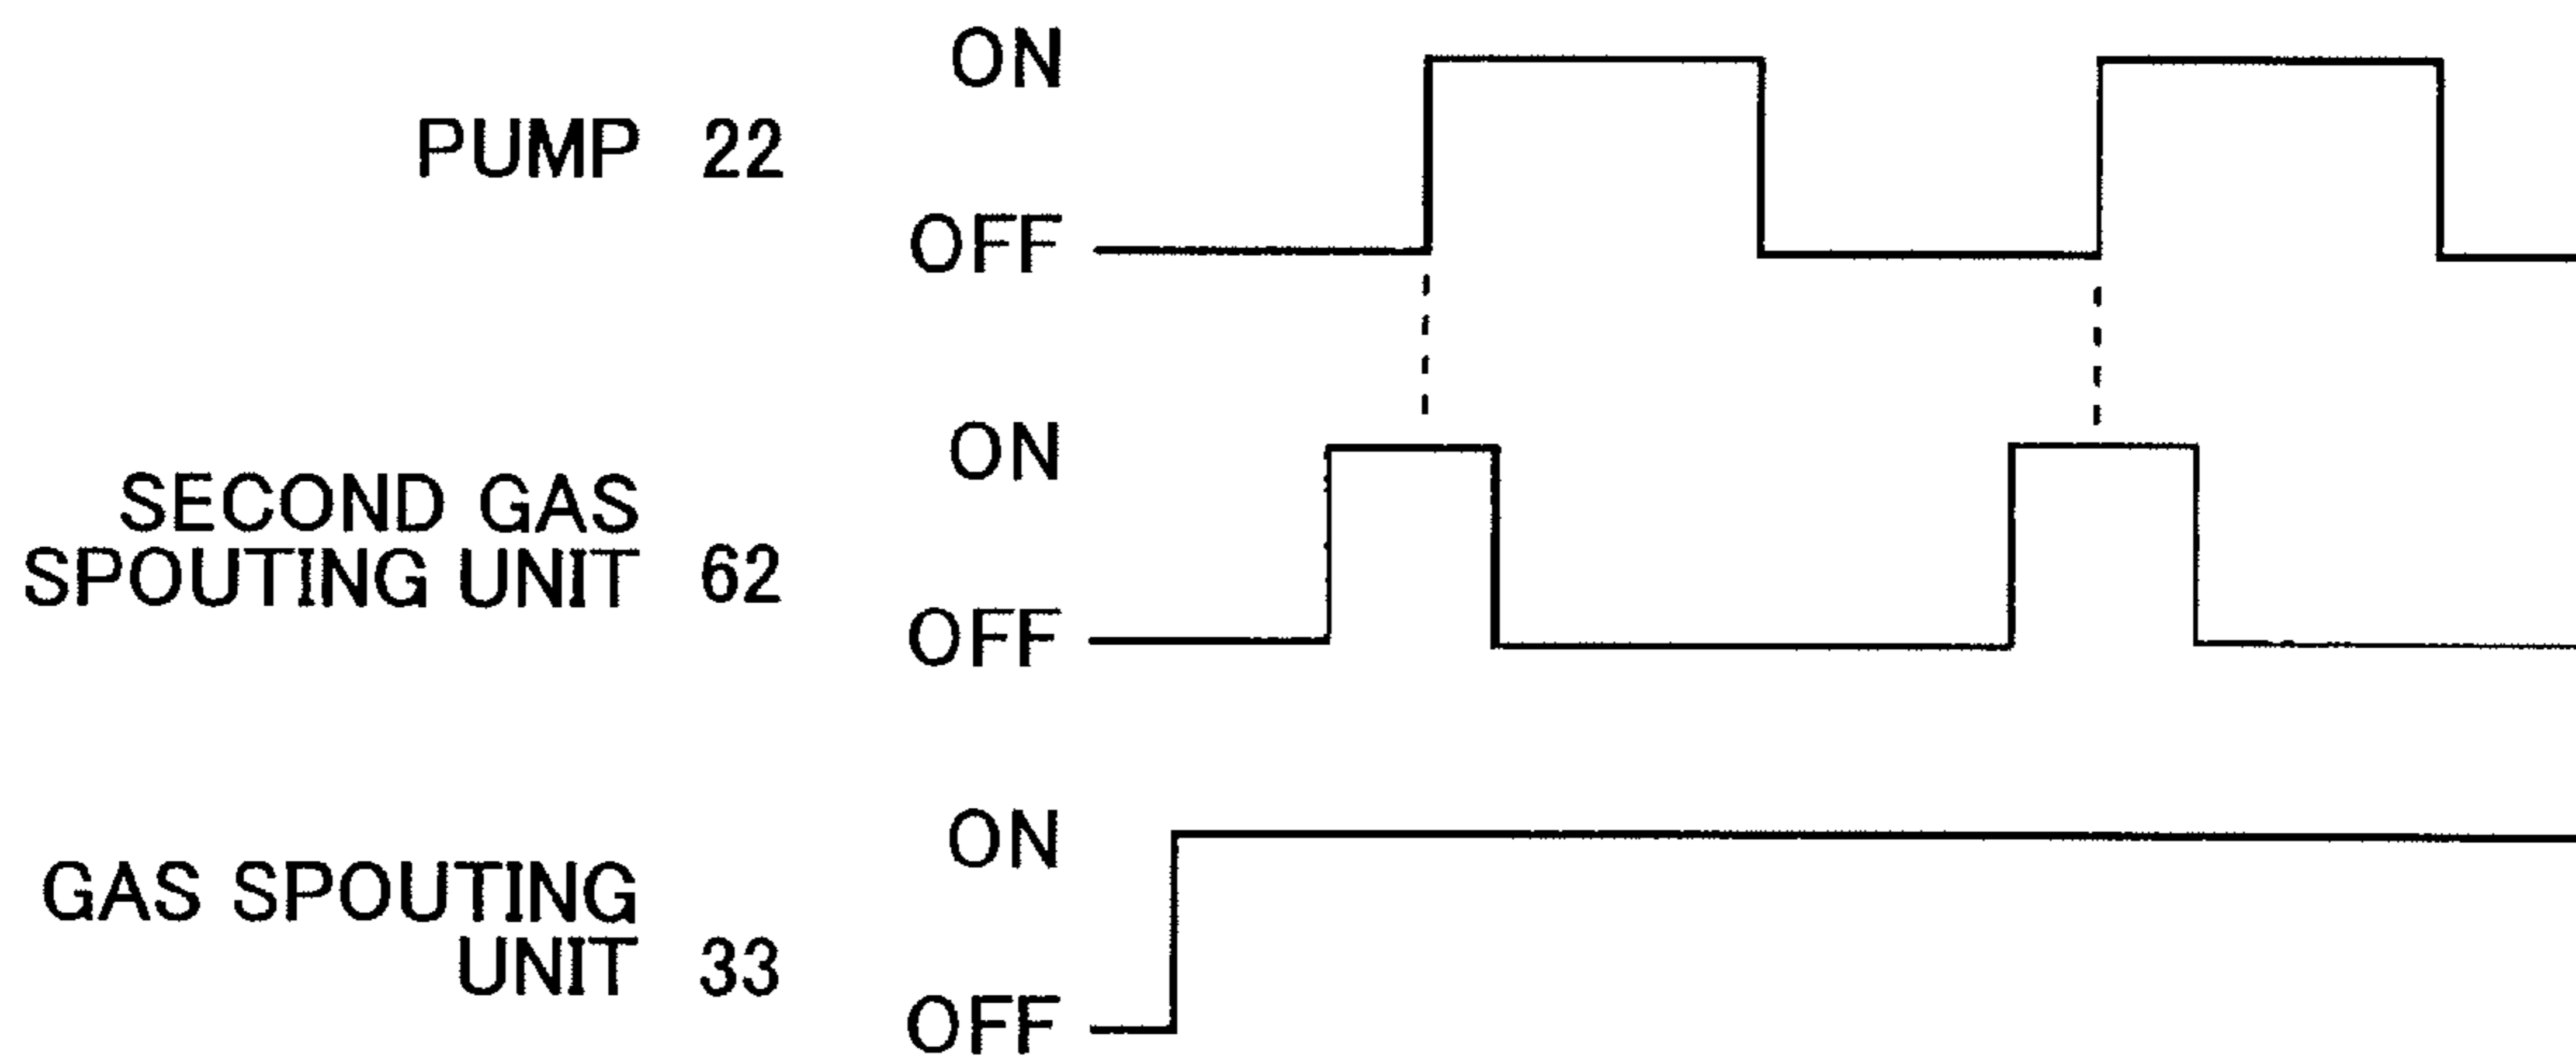 ON
PUMP 22
OFF
ON
SECOND GAS
SPOUTING UNIT 62
OFF
ON
GAS SPOUTING
UNIT 33
OFF